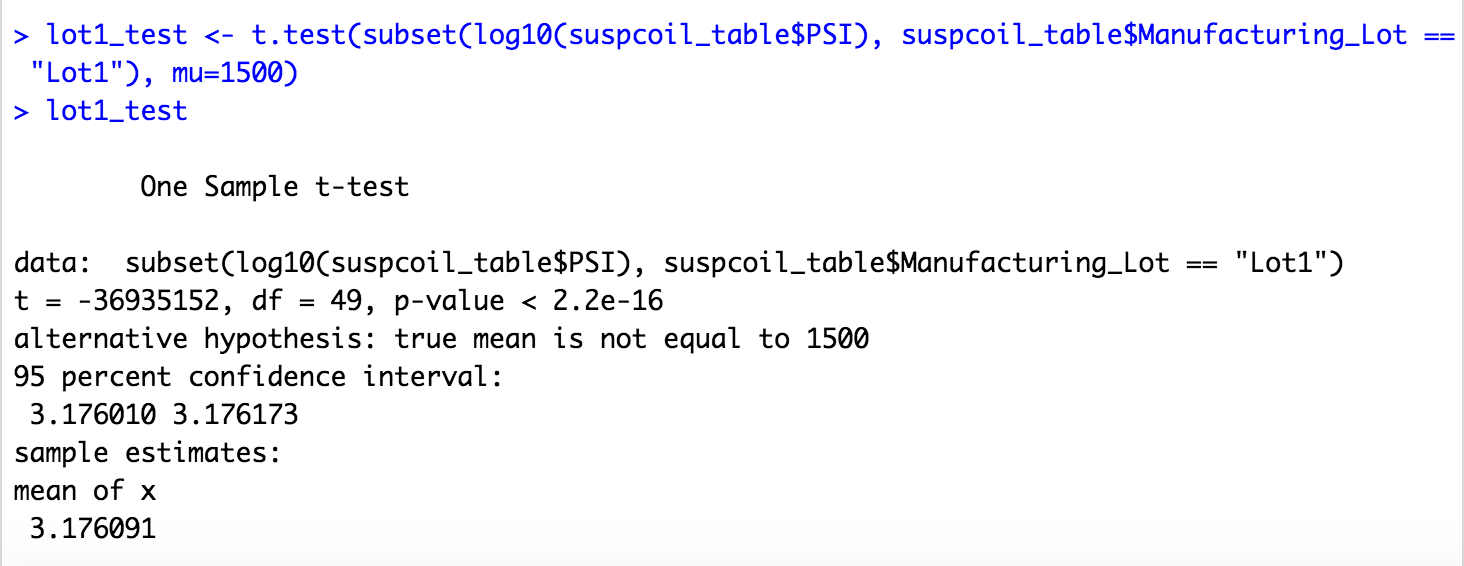 > lot1_test <- t.test(subset(log10(suspcoil_table$PSI), suspcoil_table$Manufacturing_Lot ==
"Lot1"), mu=1500)
> lot1_test
One Sample t-test
data:  subset(log10(suspcoil_table$PSI), suspcoil_table$Manufacturing_Lot == "Lot1")
t = -36935152, df = 49, p-value < 2.2e-16
alternative hypothesis: true mean is not equal to 1500
95 percent confidence interval:
3.176010 3.176173
sample estimates:
mean of x
3.176091